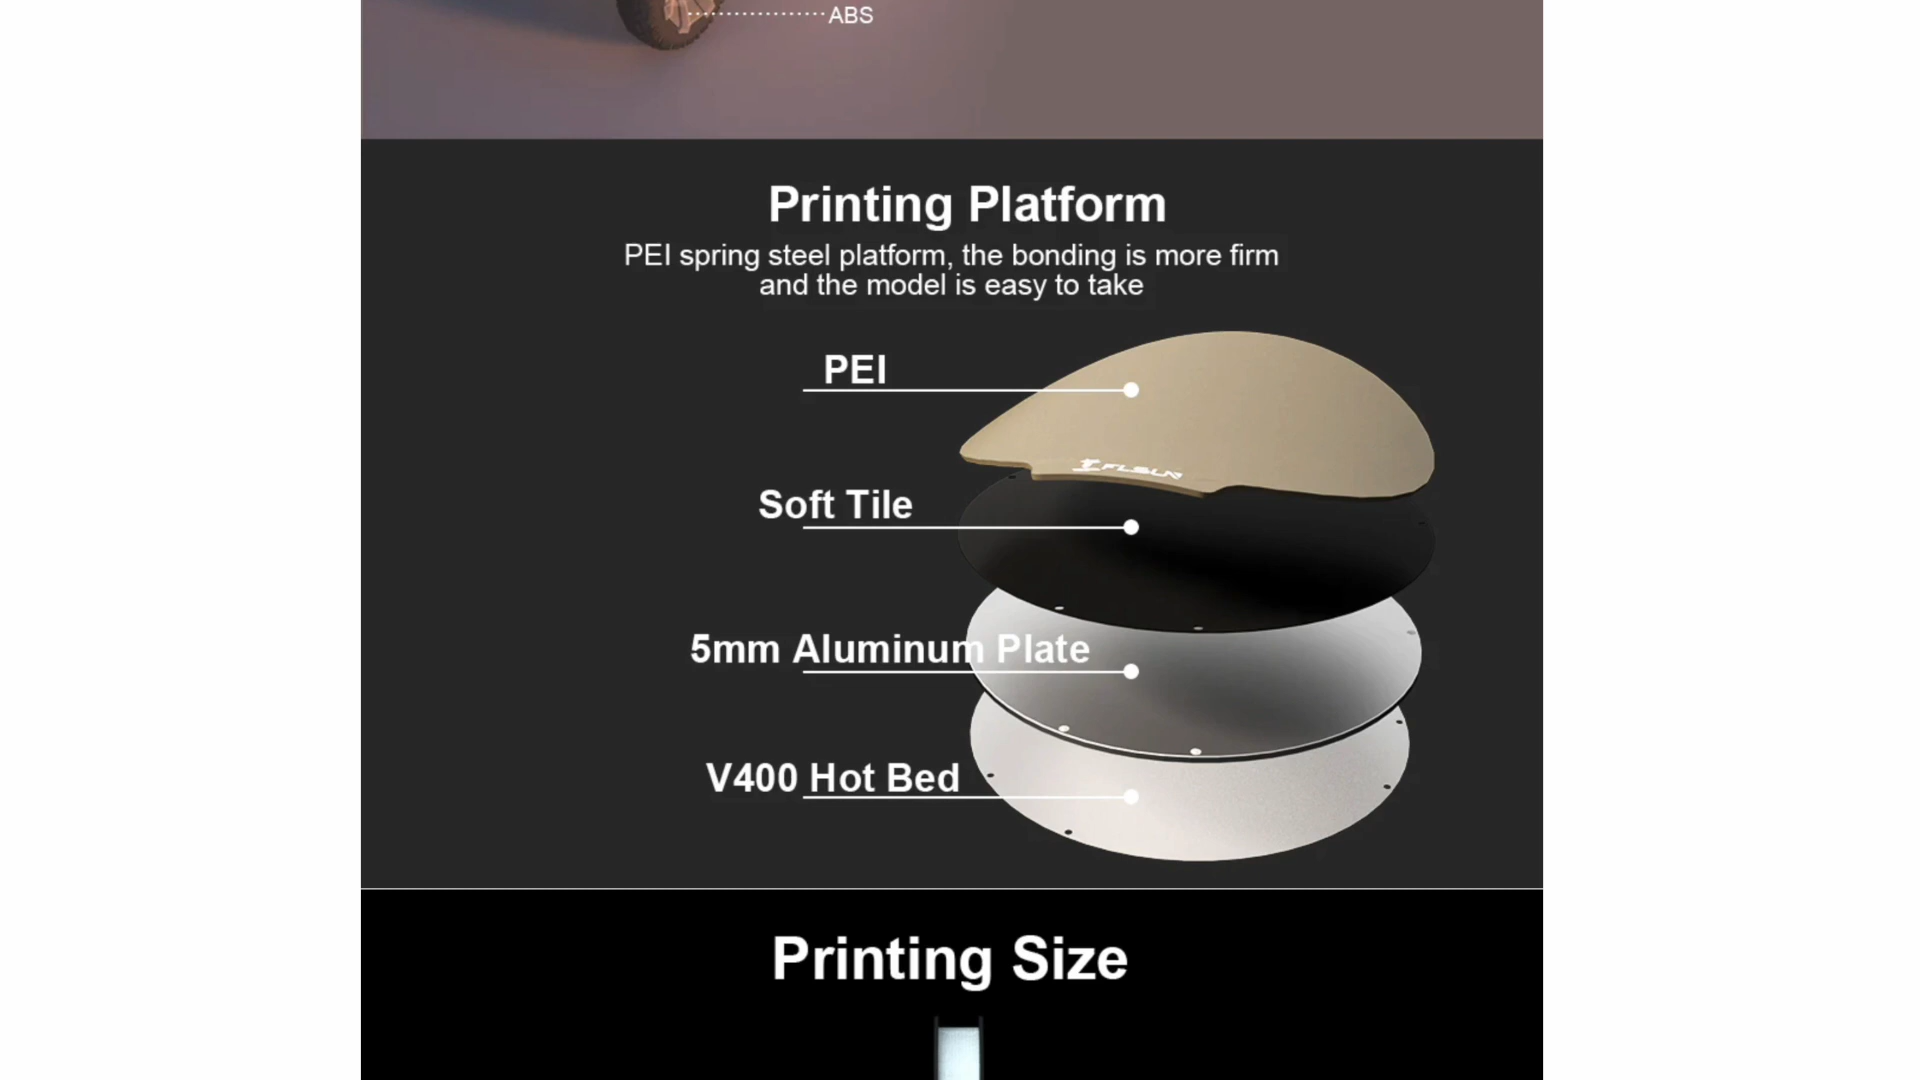 ABS
Printing Platform
PEI spring steel platform, the bonding is more firm
and the model is easy to take
PEI
FLSUN
Soft Tile
5mm Aluminum Plate
V400 Hot Bed
Printing Size